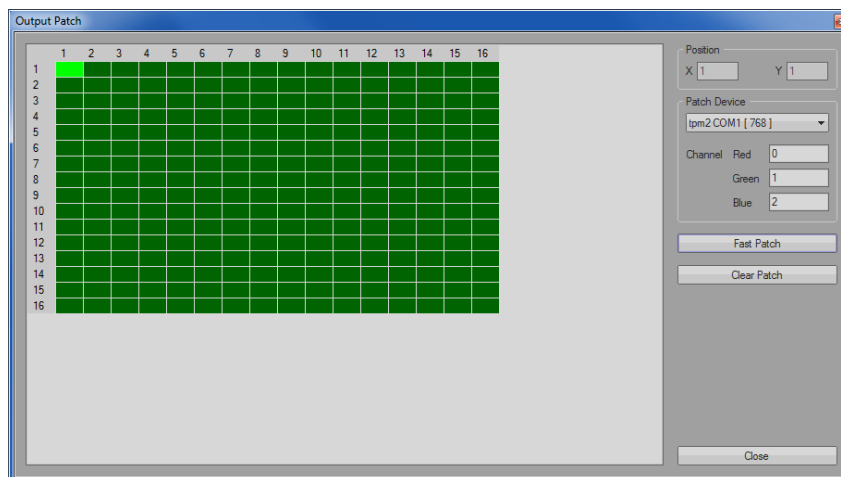 Output Patch
1 2 3 4 5 6 7 8 9 10 11 12 13 14 15 16
1
2
3
4
5
6
7
8
9
10
11
12
13
14
15
16
Position
X 1 Y 1
Patch Device
tpm2 COM1 [ 768 ]
Channel Red 0
Green 1
Blue 2
Fast Patch
Clear Patch
Close